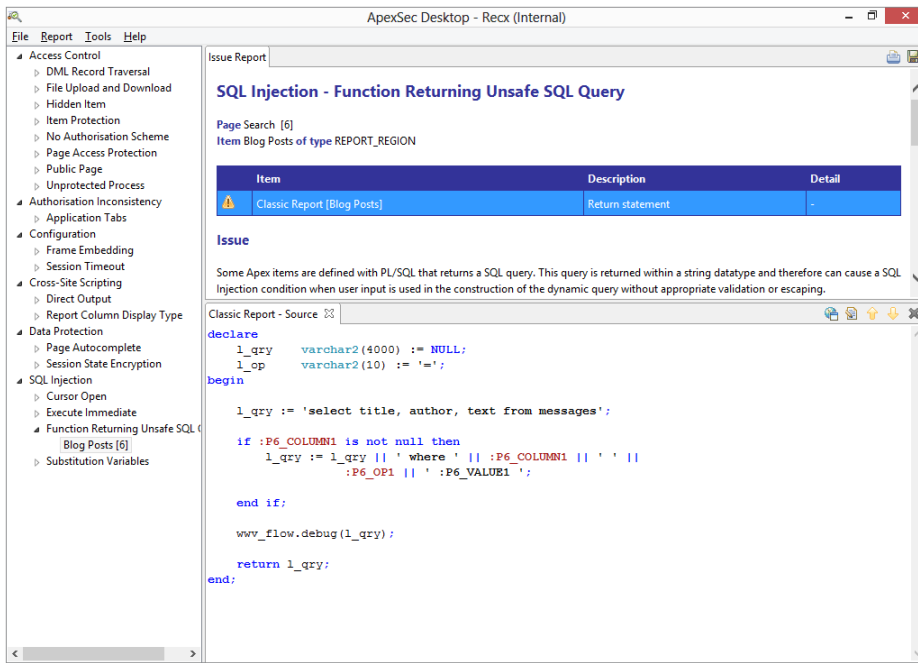 ApexSec Desktop - Recx (Internal)
File Report Tools Help
Access Control
DML Record Traversal
File Upload and Download
Hidden Item
Item Protection
No Authorisation Scheme
Page Access Protection
Public Page
Unprotected Process
Authorisation Inconsistency
Application Tabs
Configuration
Frame Embedding
Session Timeout
Cross-Site Scripting
Direct Output
Report Column Display Type
Data Protection
Page Autocomplete
Session State Encryption
SQL Injection
Cursor Open
Execute Immediate
Function Returning Unsafe SQL
Blog Posts [6]
Substitution Variables
Issue Report
SQL Injection - Function Returning Unsafe SQL Query
Page Search [6]
Item Blog Posts of type REPORT_REGION
Item Description Detail
Classic Report [Blog Posts] Return statement -
Issue
Some Apex items are defined with PL/SQL that returns a SQL query. This query is returned within a string datatype and therefore can cause a SQL
Injection condition when user input is used in the construction of the dynamic query without appropriate validation or escaping.
Classic Report - Source
declare
    l_qry    varchar2(4000) := NULL;
    l_op     varchar2(10) := '=';
begin
    l_qry := 'select title, author, text from messages';
    if :P6_COLUMN1 is not null then
        l_qry := l_qry || ' where ' || :P6_COLUMN1 || ' ' ||
                   :P6_OP1 || ' :P6_VALUE1 ';
    end if;
    wwv_flow.debug(l_qry);
    return l_qry;
end;